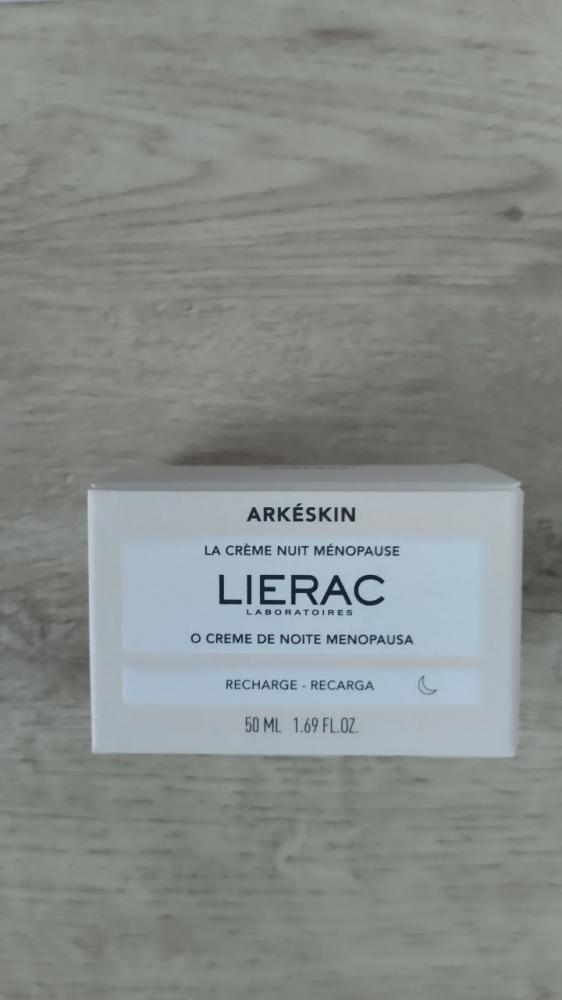 ARKÉSKIN
LA CRÈME NUIT MÉNOPAUSE
LIERAC
LABORATOIRES
O CREME DE NOITE MENOPAUSA
RECHARGE - RECARGA
50 ML 1.69 FL.OZ.